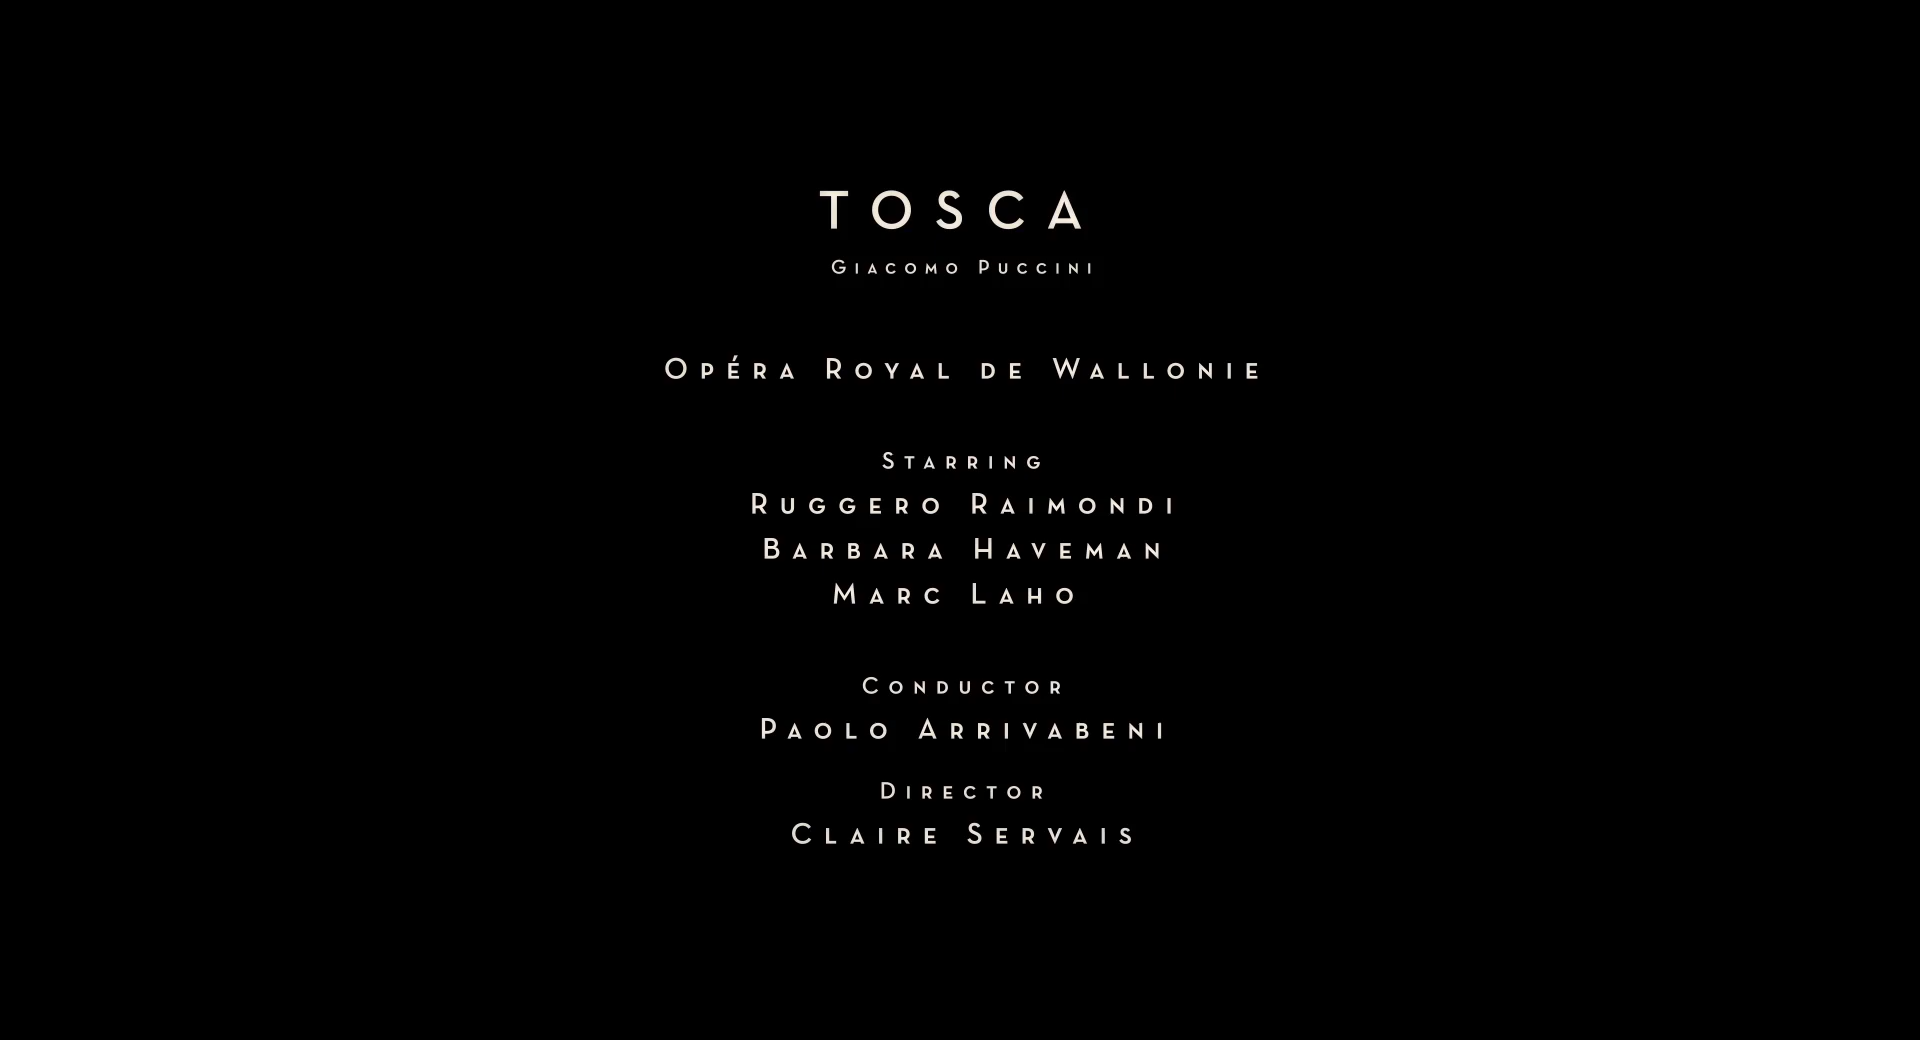 TOSCA
Giacomo Puccini
Opéra Royal de Wallonie
Starring
Ruggero Raimondi
Barbara Haveman
Marc Laho
Conductor
Paolo Arrivabeni
Director
Claire Servais